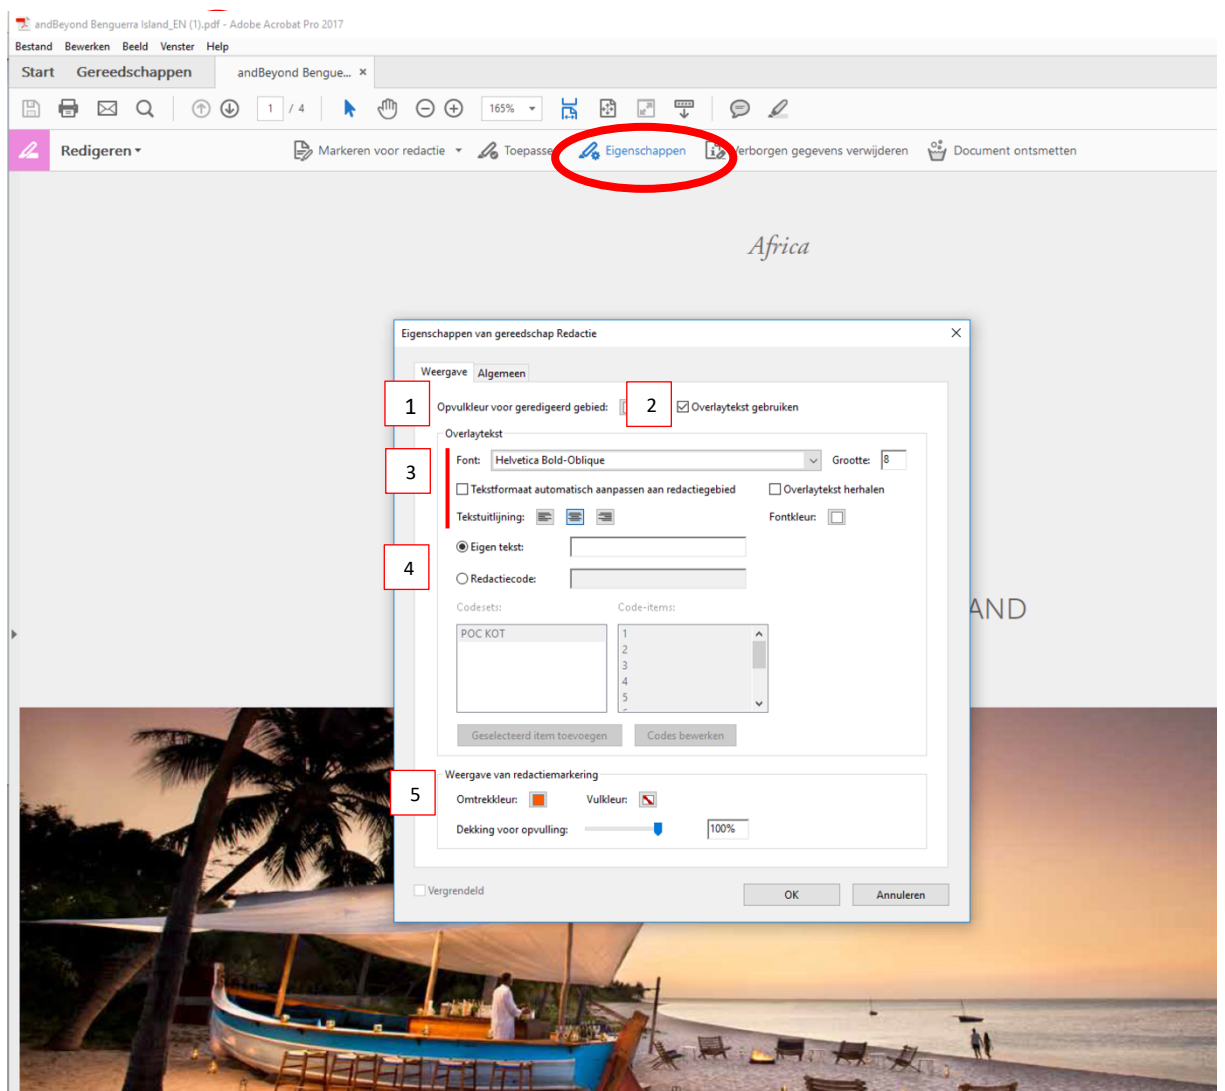 andBeyond Benguerra Island_EN (1).pdf - Adobe Acrobat Pro 2017
Bestand Bewerken Beeld Venster Help
Start Gereedschappen andBeyond Bengue... ×
1 / 4 165%
Redigeren Markeren voor redactie Toepasse Eigenschappen Verborgen gegevens verwijderen Document ontsmetten
Africa
Eigenschappen van gereedschap Redactie
Weergave Algemeen
1 Opvulkleur voor geredigeerd gebied: 2 Overlaytekst gebruiken
Overlaytekst
3 Font: Helvetica Bold-Oblique Grootte: 8
Tekstformaat automatisch aanpassen aan redactiegebied Overlaytekst herhalen
Tekstuitlijning: Fontkleur:
Eigen tekst:
4 Redactiecode:
Codesets: Code-items:
AND
POC KOT 1
2
3
4
5
Geselecteerd item toevoegen Codes bewerken
Weergave van redactiemarkering
5 Omtrekkleur: Vulkleur:
Dekking voor opvulling: 100%
Vergrendeld OK Annuleren